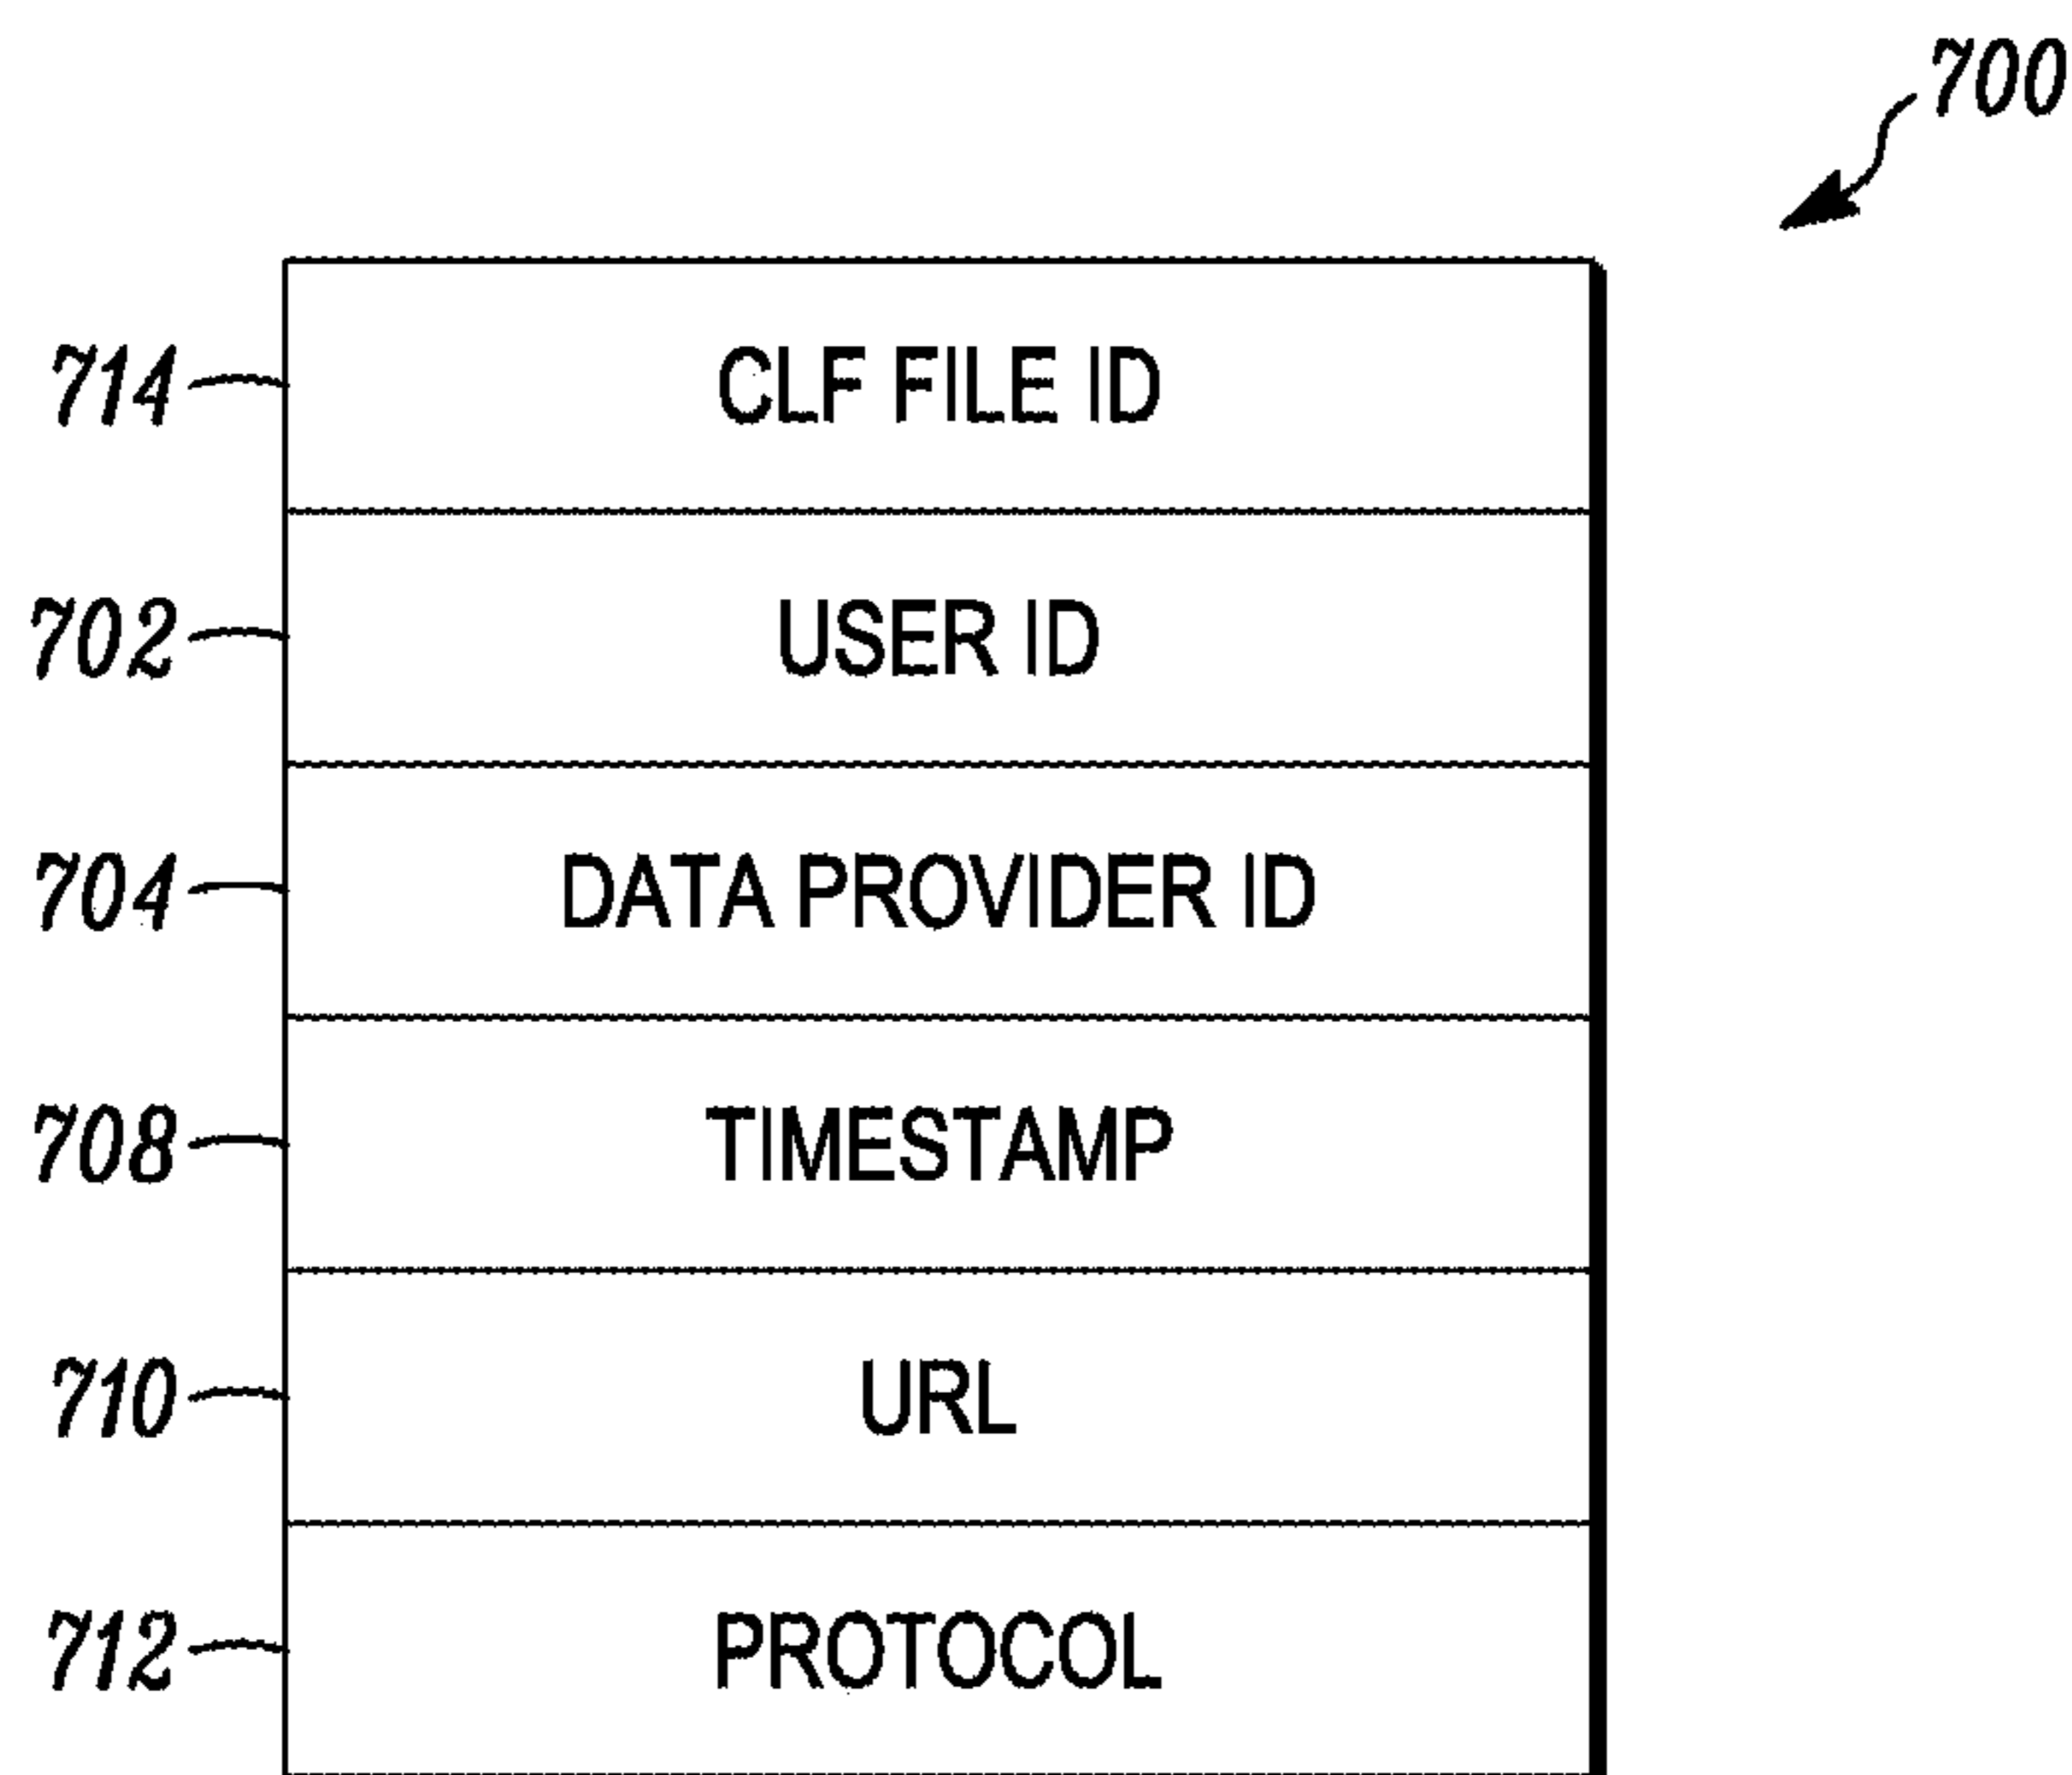 700
714 CLF FILE ID
702 USER ID
704 DATA PROVIDER ID
708 TIMESTAMP
710 URL
712 PROTOCOL